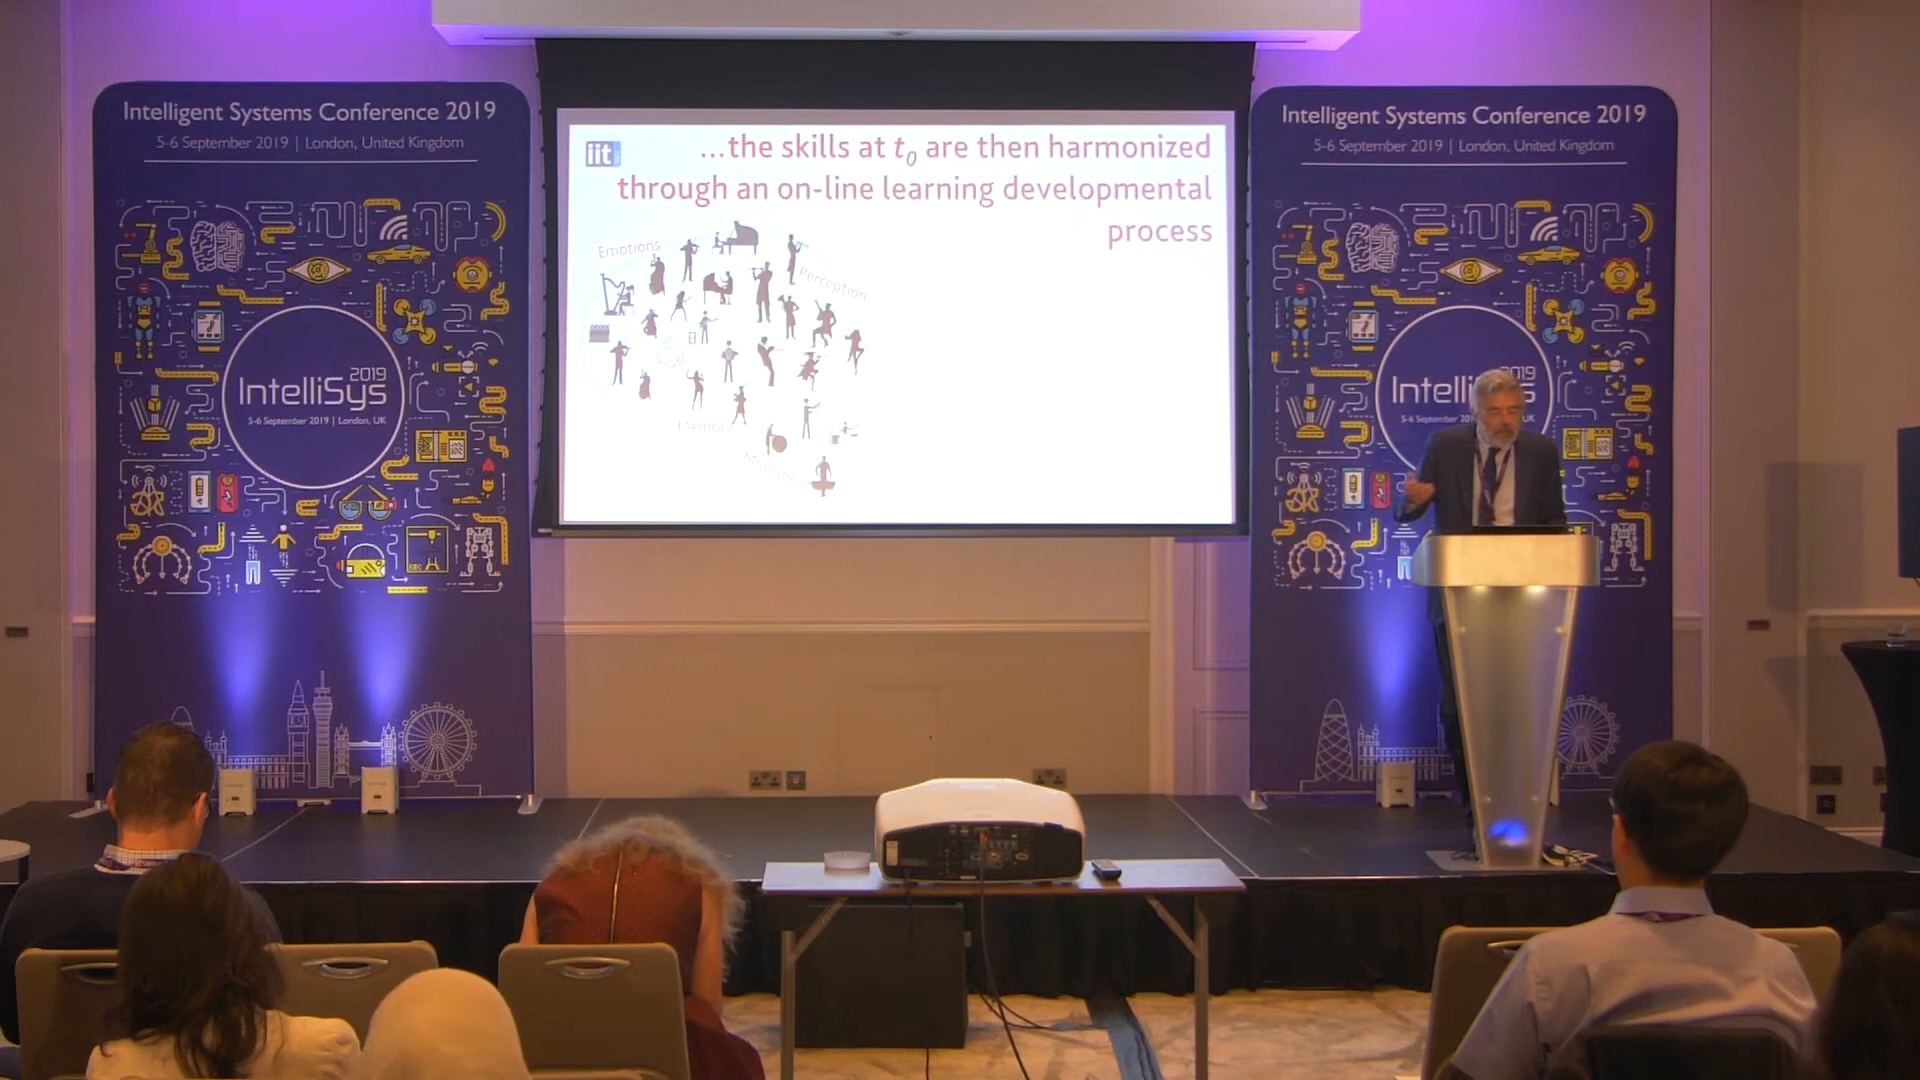 Intelligent Systems Conference 2019
5-6 September 2019 | London, United Kingdom
2019
IntelliSys
5-6 September 2019 | London, UK
iit
...the skills at t0 are then harmonized
through an on-line learning developmental
process
Emotions
Perception
Memory
Intelligent Systems Conference 2019
5-6 September 2019 | London, United Kingdom